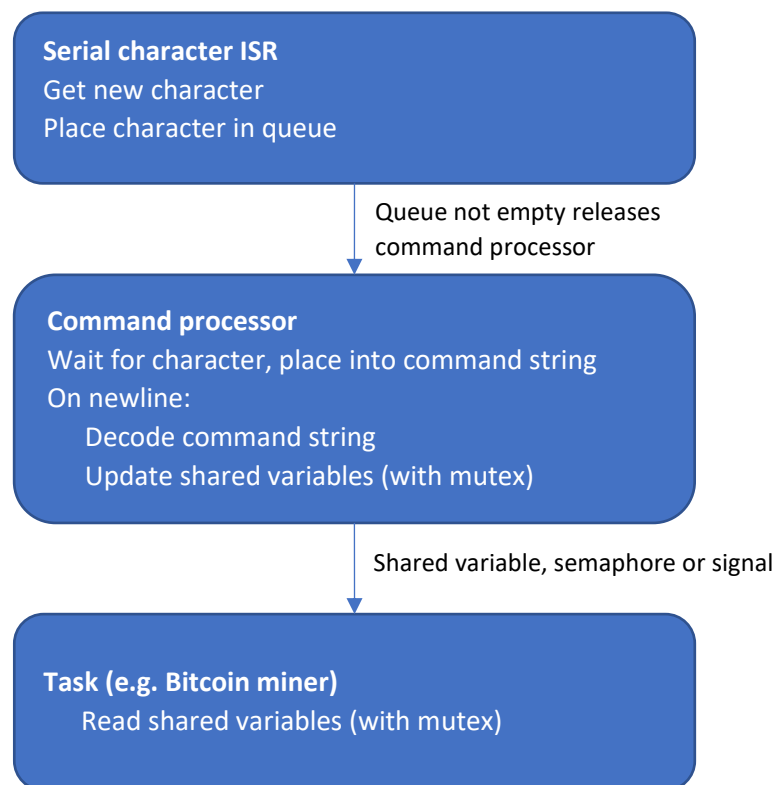 Serial character ISR
Get new character
Place character in queue
Queue not empty releases
command processor
Command processor
Wait for character, place into command string
On newline:
Decode command string
Update shared variables (with mutex)
Shared variable, semaphore or signal
Task (e.g. Bitcoin miner)
Read shared variables (with mutex)